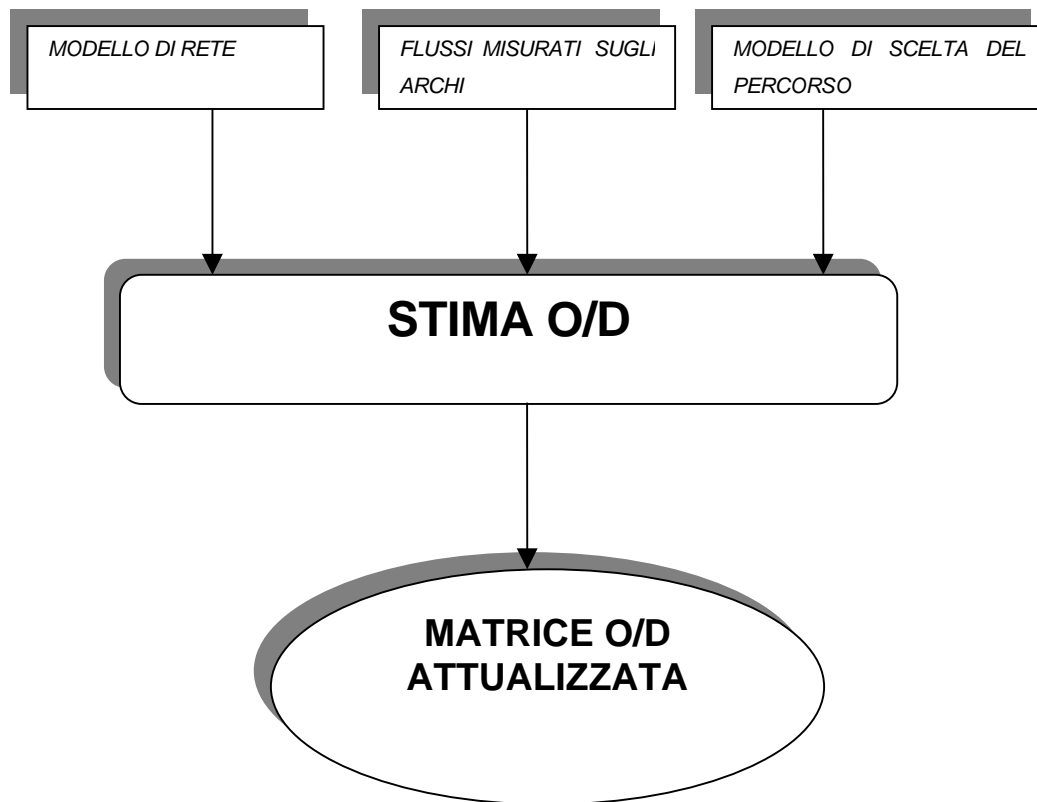 MODELLO DI RETE
FLUSSI MISURATI SUGLI
ARCHI
MODELLO DI SCELTA DEL
PERCORSO
STIMA O/D
MATRICE O/D
ATTUALIZZATA